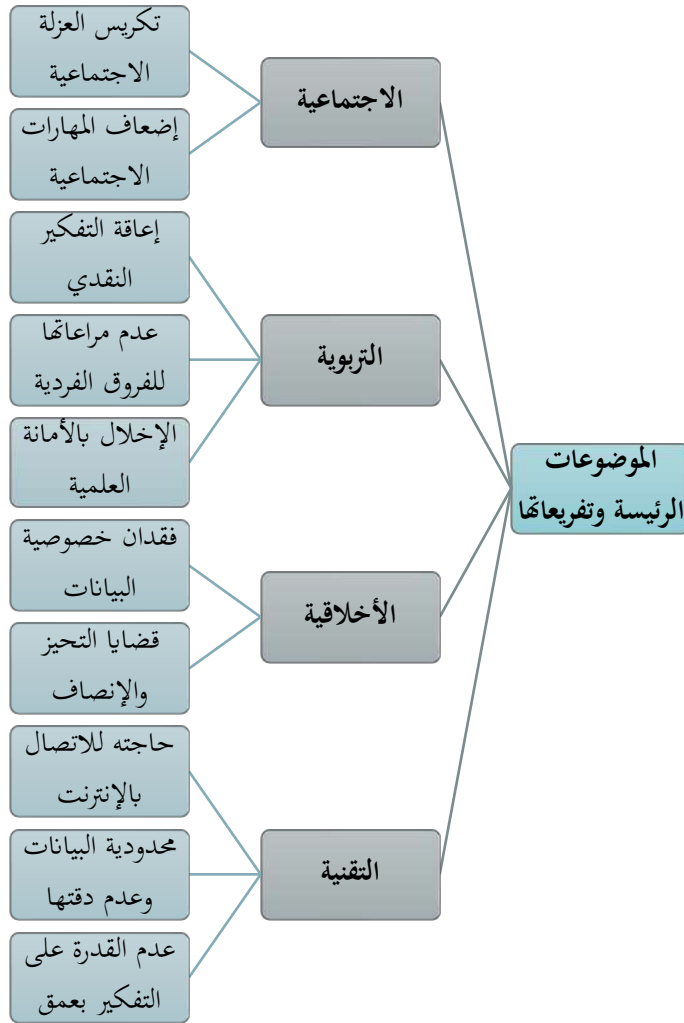 الموضوعات
الرئيسة وتفريعاتها
الاجتماعية
تكريس العزلة
الاجتماعية
إضعاف المهارات
الاجتماعية
التربوية
إعاقة التفكير
النقدي
عدم مراعاتها
للفروق الفردية
الإخلال بالأمانة
العلمية
الأخلاقية
فقدان خصوصية
البيانات
قضايا التحيز
والإنصاف
التقنية
حاجته للاتصال
بالإنترنت
محدودية البيانات
وعدم دقتها
عدم القدرة على
التفكير بعمق